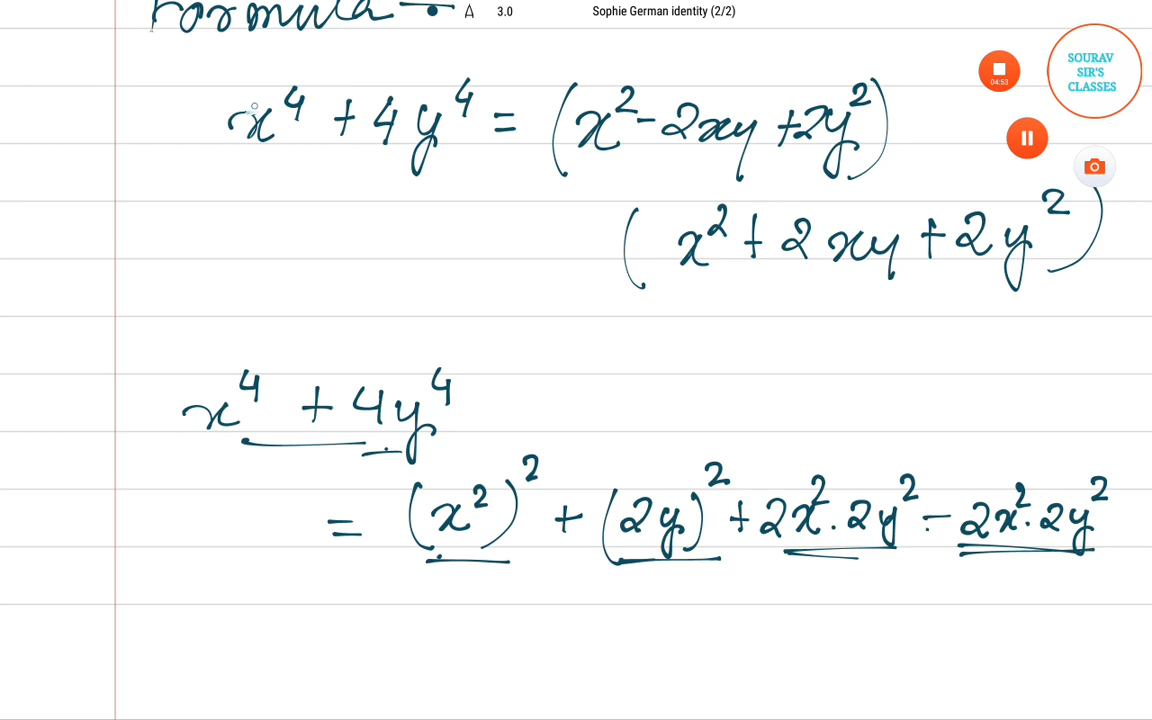 Formula :-
A 3.0 Sophie German identity (2/2)
SOURAV
SIR'S
CLASSES
04:53
x⁴ + 4y⁴ = (x² - 2xy + 2y²)
(x² + 2xy + 2y²)
x⁴ + 4y⁴
= (x²)² + (2y)² + 2x². 2y² - 2x². 2y²